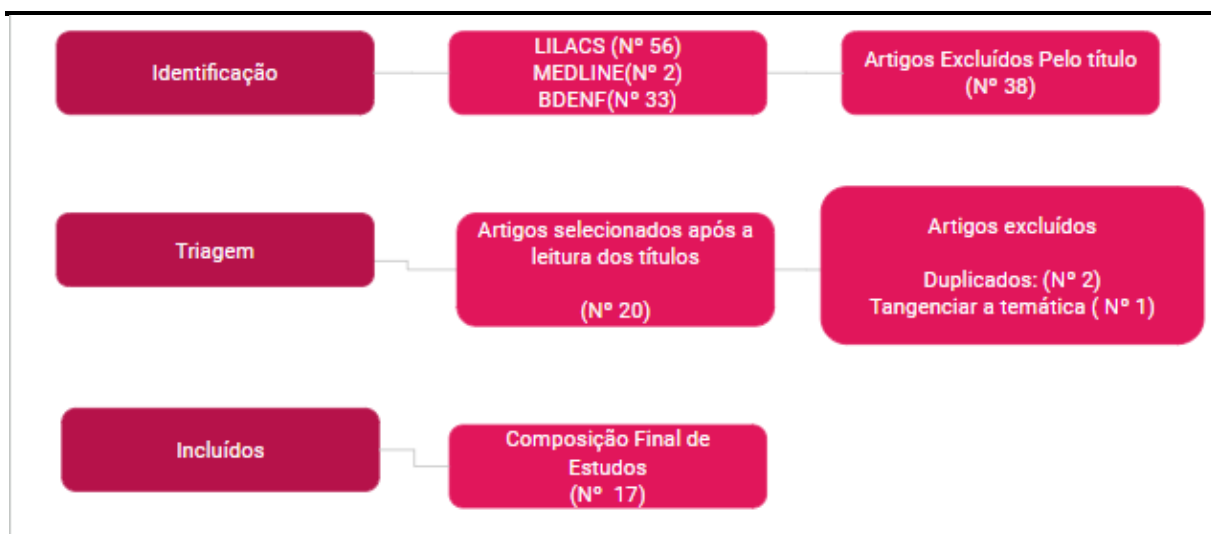 Identificação
LILACS (Nº 56)
MEDLINE(Nº 2)
BDENF(Nº 33)
Artigos Excluídos Pelo título
(Nº 38)
Triagem
Artigos selecionados após a
leitura dos títulos
(Nº 20)
Artigos excluídos
Duplicados: (Nº 2)
Tangenciar a temática ( Nº 1)
Incluídos
Composição Final de
Estudos
(Nº 17)